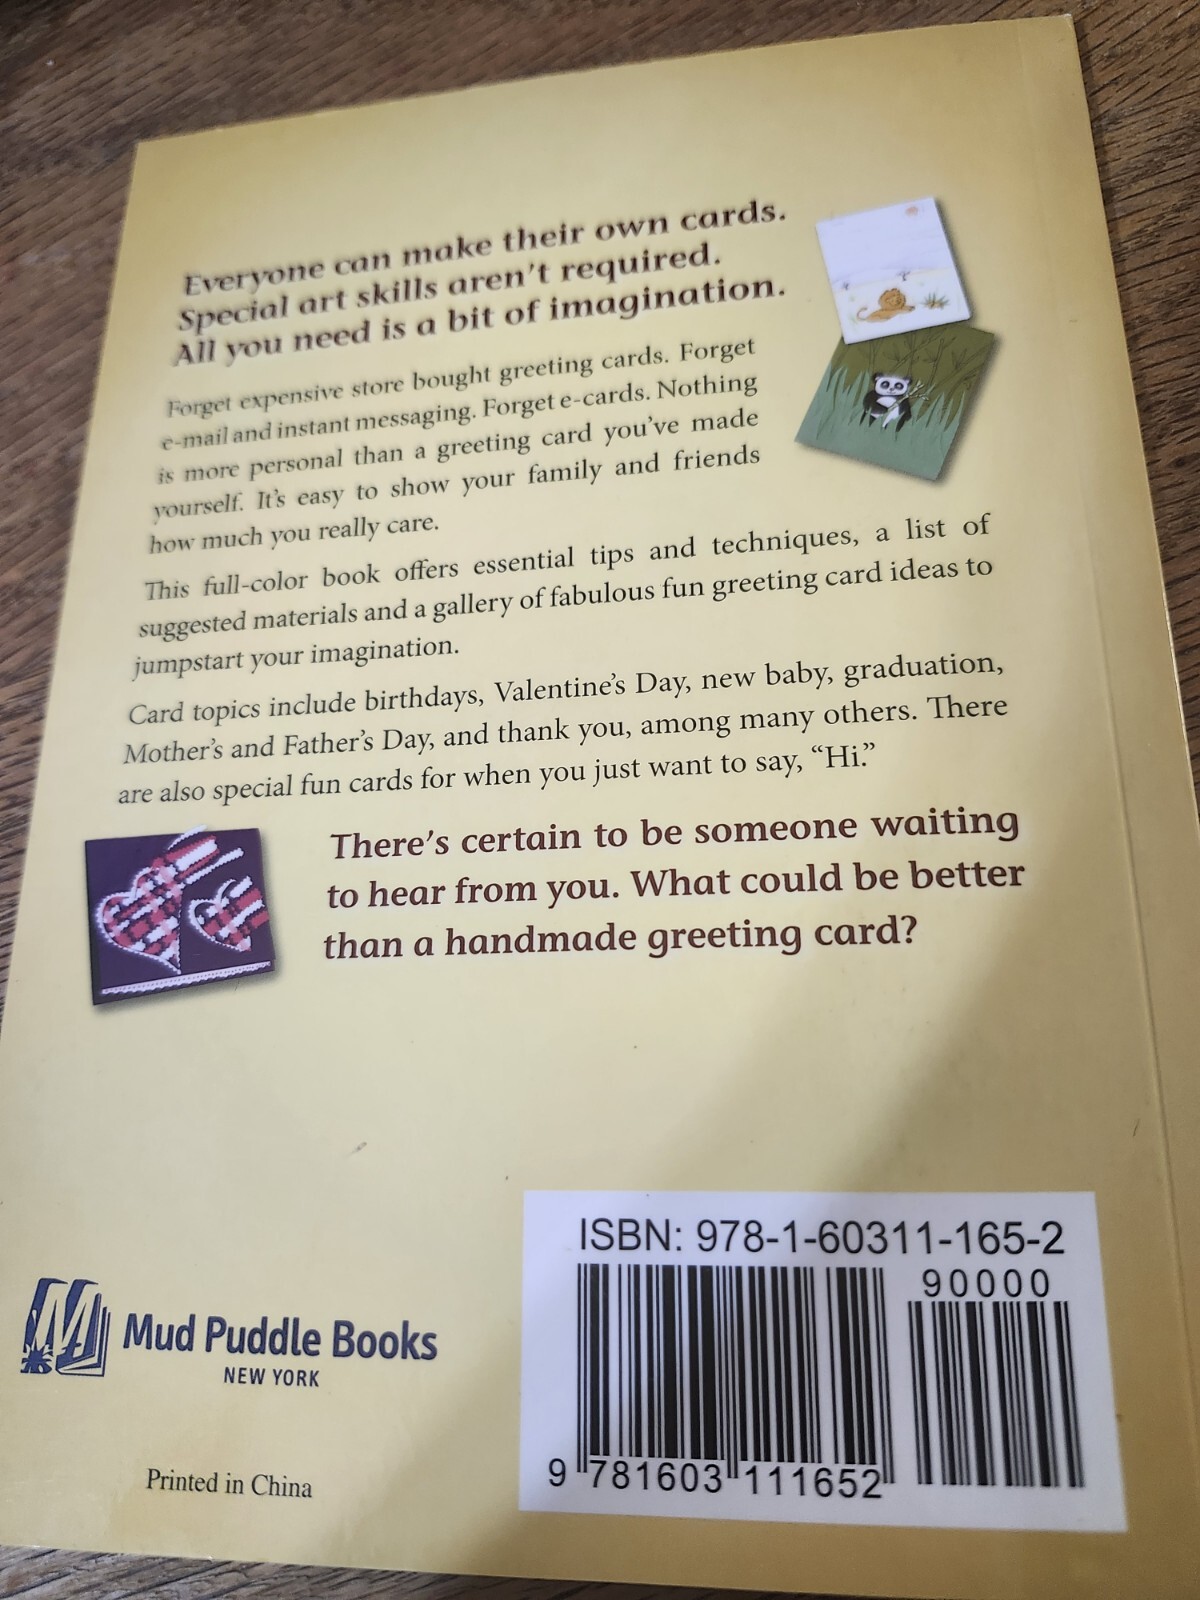 Everyone can make their own cards.
Special art skills aren't required.
All you need is a bit of imagination.
Forget expensive store bought greeting cards. Forget
e-mail and instant messaging. Forget e-cards. Nothing
is more personal than a greeting card you've made
yourself. It's easy to show your family and friends
how much you really care.
This full-color book offers essential tips and techniques, a list of
suggested materials and a gallery of fabulous fun greeting card ideas to
jumpstart your imagination.
Card topics include birthdays, Valentine's Day, new baby, graduation,
Mother's and Father's Day, and thank you, among many others. There
are also special fun cards for when you just want to say, “Hi.”
There's certain to be someone waiting
to hear from you. What could be better
than a handmade greeting card?
ISBN: 978-1-60311-165-2
90000
9 781603 111652
Mud Puddle Books
NEW YORK
Printed in China